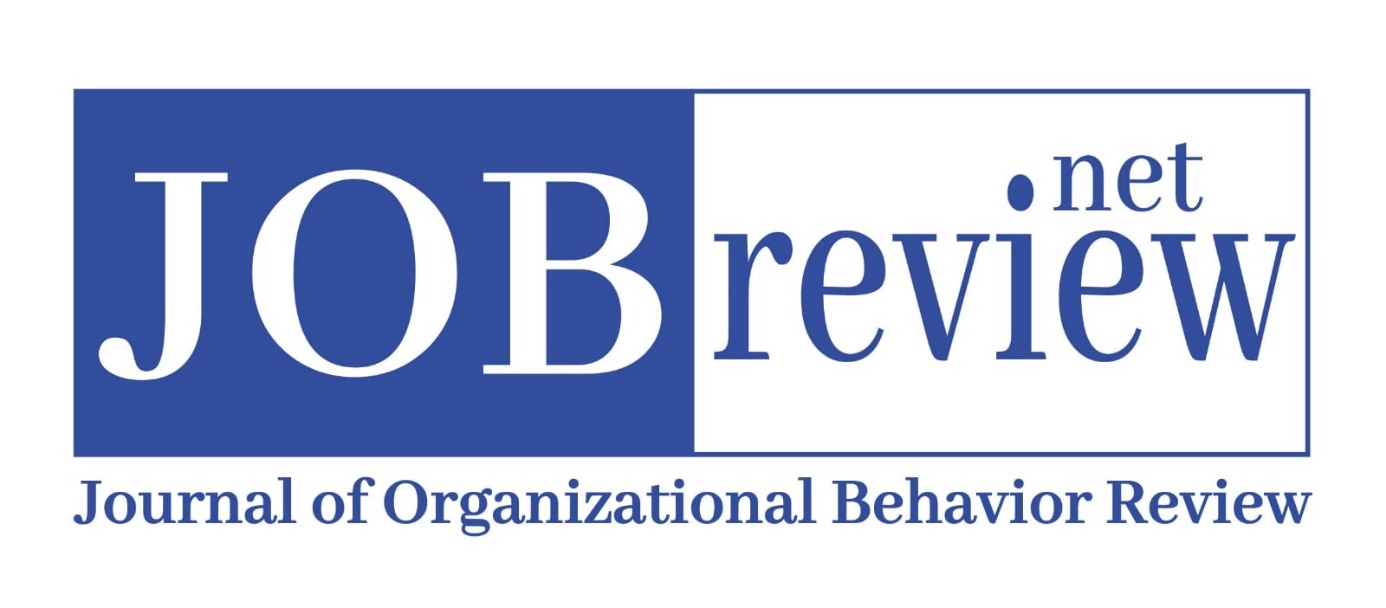 JOB review net
Journal of Organizational Behavior Review